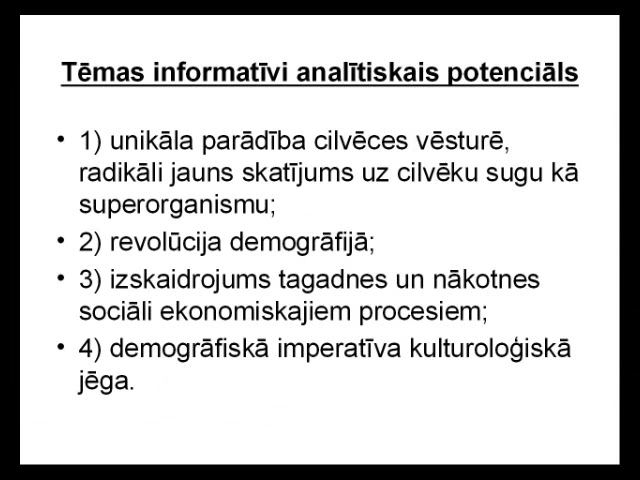 Tēmas informatīvi analītiskais potenciāls
• 1) unikāla parādība cilvēces vēsturē,
radikāli jauns skatījums uz cilvēku sugu kā
superorganismu;
• 2) revolūcija demogrāfijā;
• 3) izskaidrojums tagadnes un nākotnes
sociāli ekonomiskajiem procesiem;
• 4) demogrāfiskā imperatīva kulturoloģiskā
jēga.